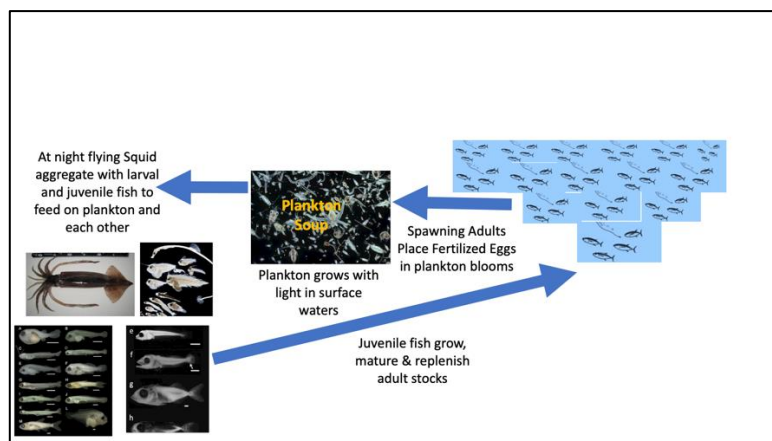 At night flying Squid
aggregate with larval
and juvenile fish to
feed on plankton and
each other
Plankton
Soup
Plankton grows with
light in surface
waters
Spawning Adults
Place Fertilized Eggs
in plankton blooms
Juvenile fish grow,
mature & replenish
adult stocks
e
f
g
h